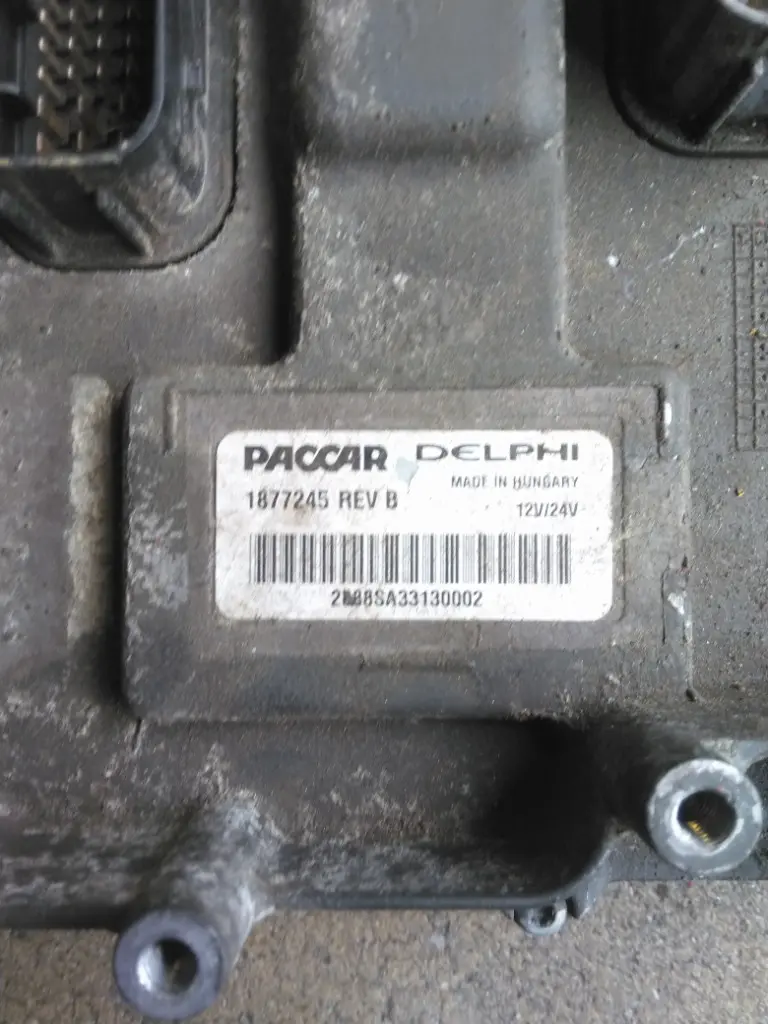 PACCAR DELPHI
MADE IN HUNGARY
1877245 REV B
12V/24V